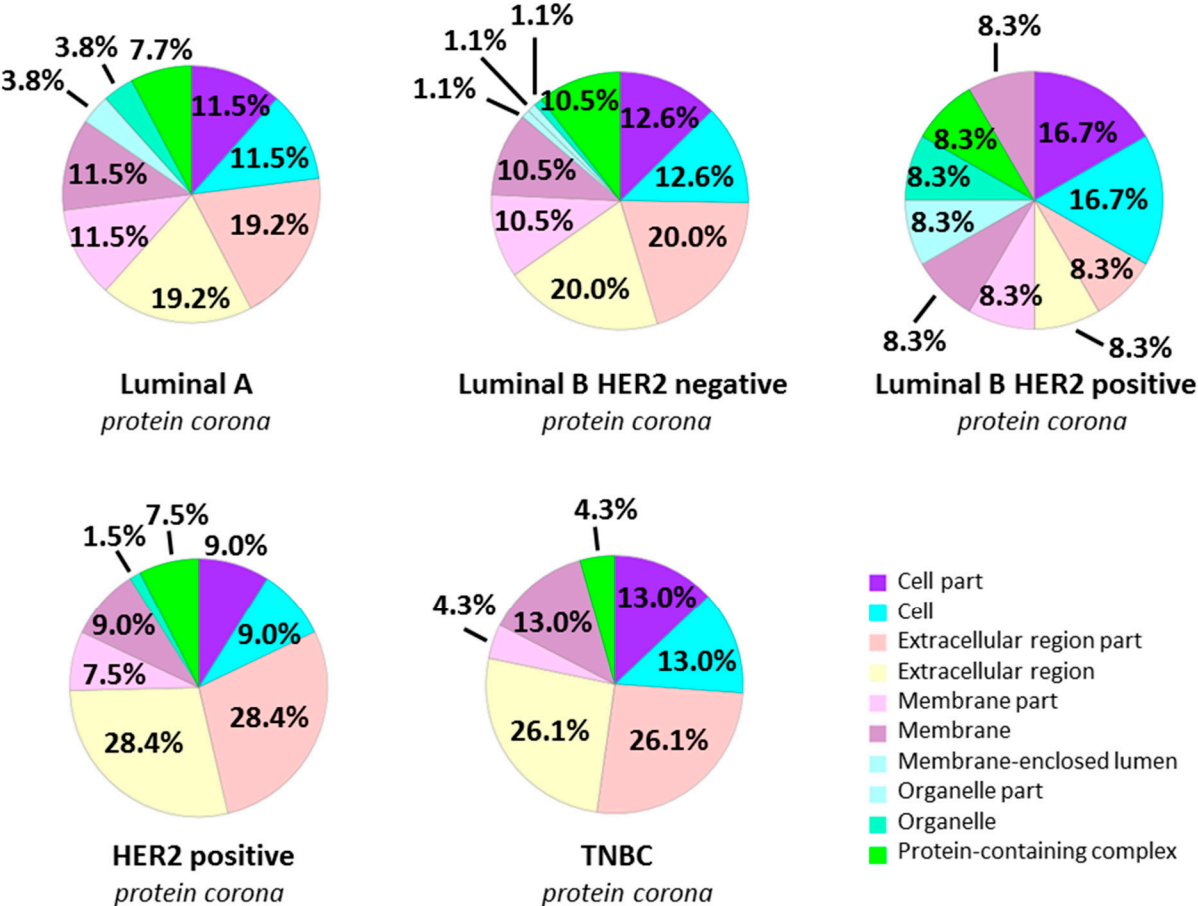 3.8%
3.8%
7.7%
11.5%
11.5%
19.2%
19.2%
11.5%
11.5%
Luminal A
protein corona
1.1%
1.1%
1.1%
10.5%
12.6%
12.6%
20.0%
20.0%
10.5%
10.5%
Luminal B HER2 negative
protein corona
8.3%
16.7%
16.7%
8.3%
8.3%
8.3%
8.3%
8.3%
8.3%
8.3%
Luminal B HER2 positive
protein corona
1.5%
7.5%
9.0%
9.0%
28.4%
28.4%
7.5%
9.0%
HER2 positive
protein corona
4.3%
13.0%
13.0%
26.1%
26.1%
4.3%
13.0%
TNBC
protein corona
Cell part
Cell
Extracellular region part
Extracellular region
Membrane part
Membrane
Membrane-enclosed lumen
Organelle part
Organelle
Protein-containing complex